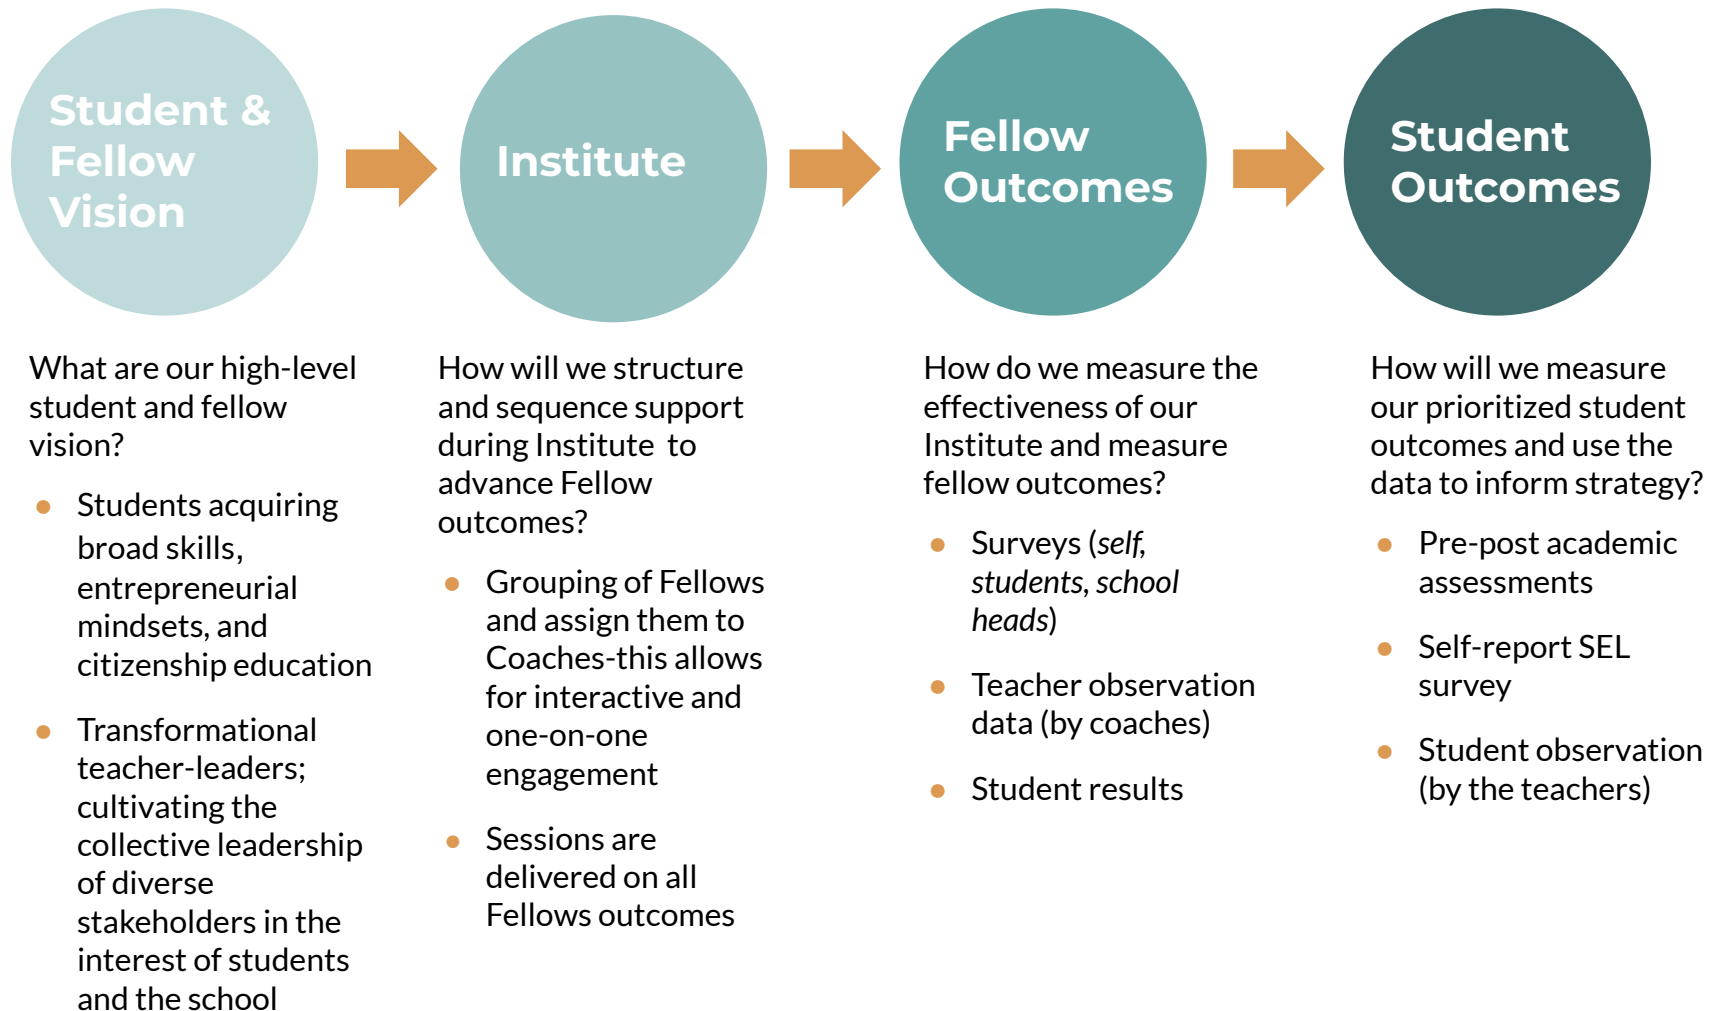 Student &
Fellow
Vision
Institute
Fellow
Outcomes
Student
Outcomes
What are our high-level
student and fellow
vision?
● Students acquiring
broad skills,
entrepreneurial
mindsets, and
citizenship education
● Transformational
teacher-leaders;
cultivating the
collective leadership
of diverse
stakeholders in the
interest of students
and the school
How will we structure
and sequence support
during Institute  to
advance Fellow
outcomes?
● Grouping of Fellows
and assign them to
Coaches-this allows
for interactive and
one-on-one
engagement
● Sessions are
delivered on all
Fellows outcomes
How do we measure the
effectiveness of our
Institute and measure
fellow outcomes?
● Surveys (self,
students, school
heads)
● Teacher observation
data (by coaches)
● Student results
How will we measure
our prioritized student
outcomes and use the
data to inform strategy?
● Pre-post academic
assessments
● Self-report SEL
survey
● Student observation
(by the teachers)